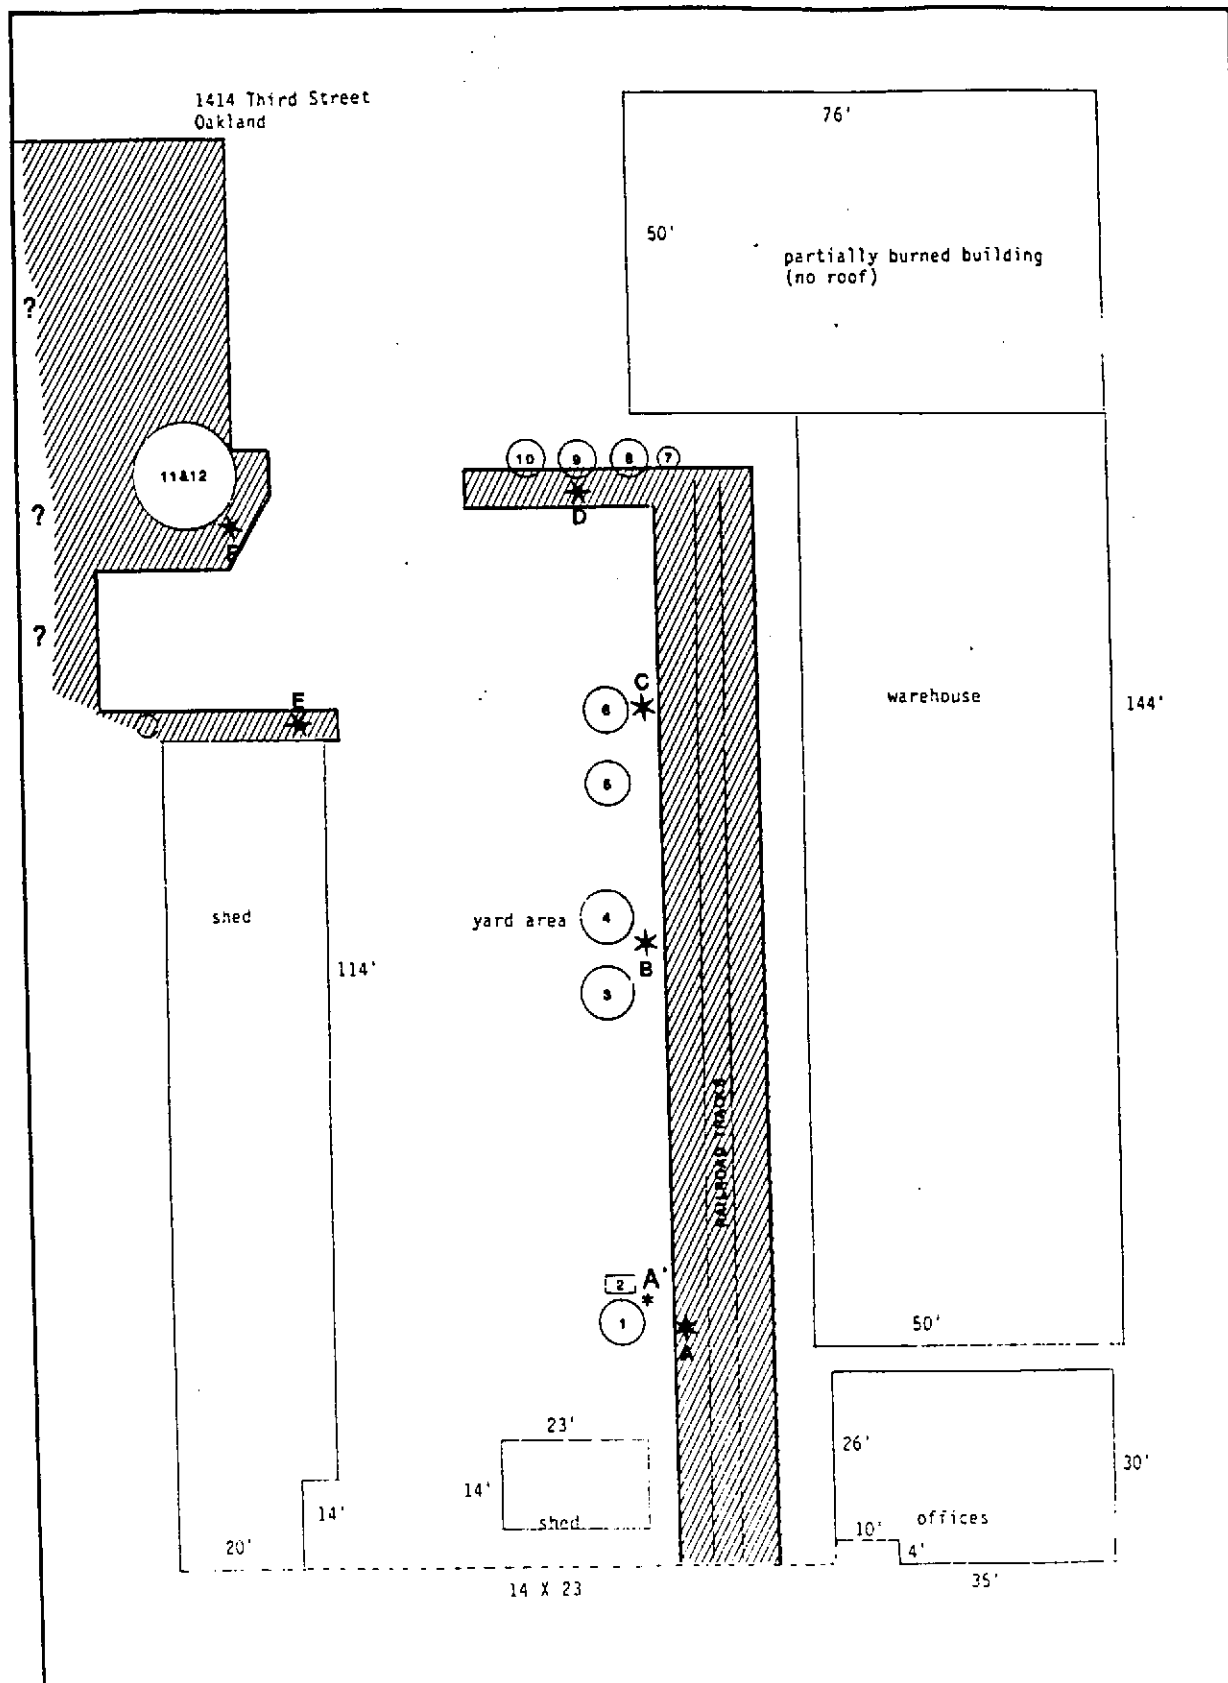 1414 Third Street
Oakland
76'
50'
partially burned building
(no roof)
?
10
9
8
7
11&12
D
?
F
?
C
E
6
warehouse
144'
5
shed
yard area
4
B
114'
3
RAILROAD TRACKS
2
A'
1
50'
A
23'
26'
30'
14'
14'
shed
offices
10'
20'
4'
14 X 23
35'